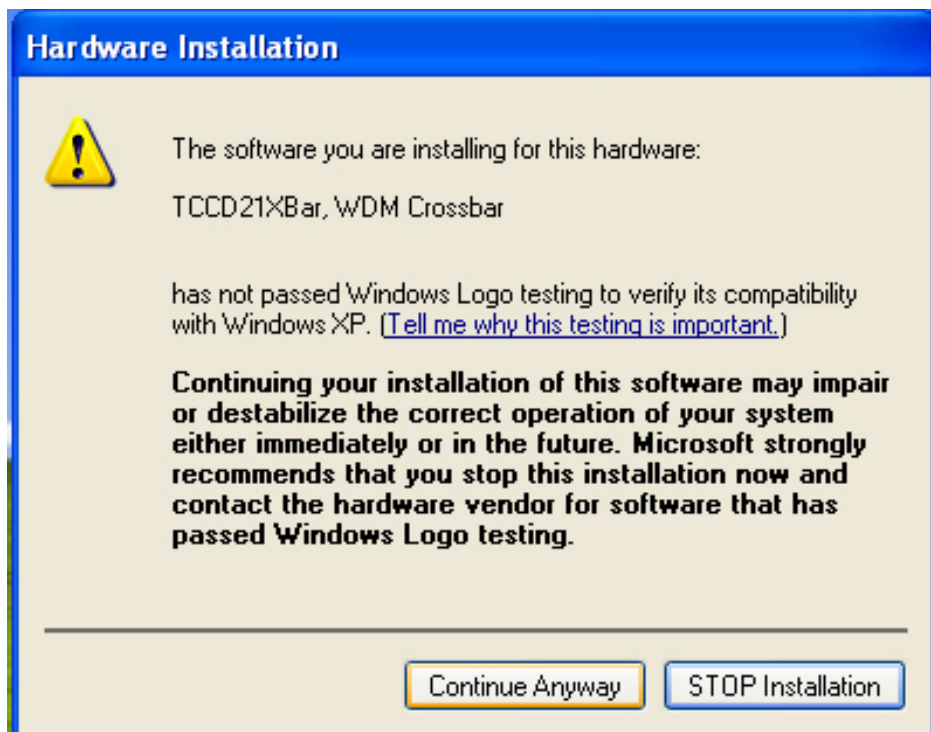 Hardware Installation
The software you are installing for this hardware:
TCCD21XBar, WDM Crossbar
has not passed Windows Logo testing to verify its compatibility
with Windows XP. (Tell me why this testing is important.)
Continuing your installation of this software may impair
or destabilize the correct operation of your system
either immediately or in the future. Microsoft strongly
recommends that you stop this installation now and
contact the hardware vendor for software that has
passed Windows Logo testing.
Continue Anyway
STOP Installation